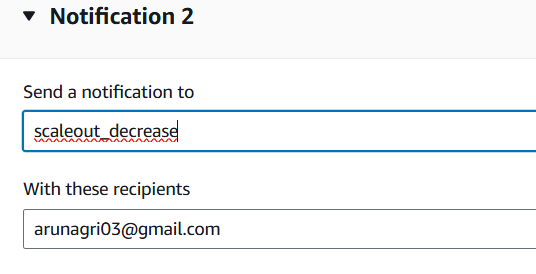 Notification 2
Send a notification to
scaleout_decrease
With these recipients
arunagri03@gmail.com